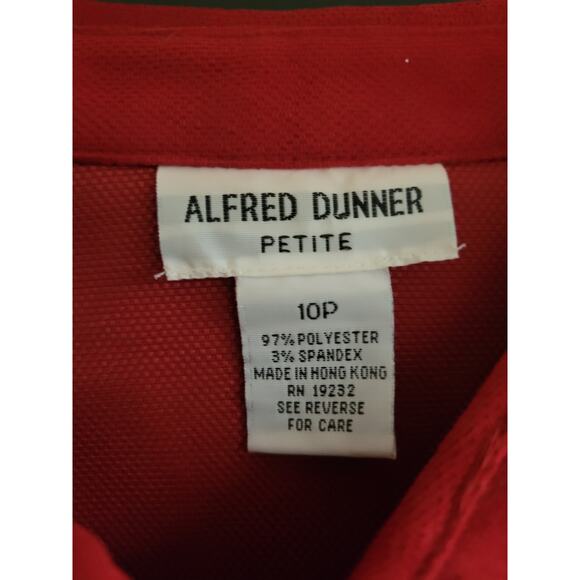 ALFRED DUNNER
PETITE
10P
97% POLYESTER
3% SPANDEX
MADE IN HONG KONG
RN 19232
SEE REVERSE
FOR CARE